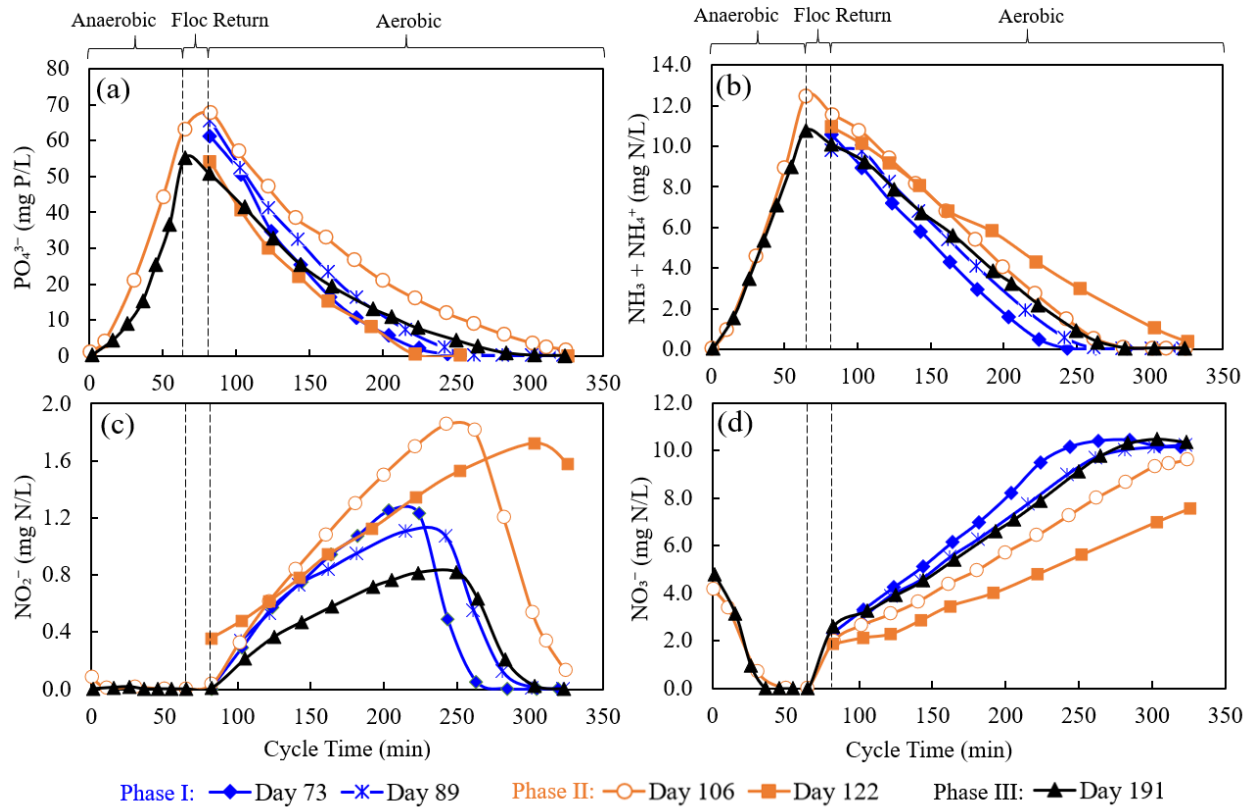 Anaerobic Floc Return Aerobic
Anaerobic Floc Return Aerobic
(a)
PO₄³⁻ (mg P/L)
80
70
60
50
40
30
20
10
0
0 50 100 150 200 250 300 350
(b)
NH₃ + NH₄⁺ (mg N/L)
14.0
12.0
10.0
8.0
6.0
4.0
2.0
0.0
0 50 100 150 200 250 300 350
(c)
NO₂⁻ (mg N/L)
2.0
1.6
1.2
0.8
0.4
0.0
0 50 100 150 200 250 300 350
Cycle Time (min)
(d)
NO₃⁻ (mg N/L)
12.0
10.0
8.0
6.0
4.0
2.0
0.0
0 50 100 150 200 250 300 350
Cycle Time (min)
Phase I: Day 73 Day 89 Phase II: Day 106 Day 122 Phase III: Day 191